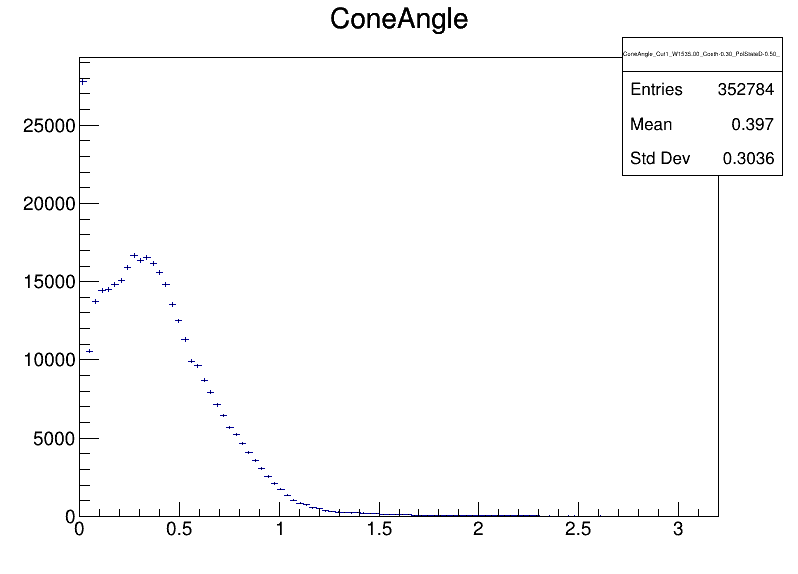 ConeAngle
ConeAngle_Cut1_W1535.00_Costh-0.30_PolStateD-0.50_
Entries 352784
Mean 0.397
Std Dev 0.3036
25000
20000
15000
10000
5000
0
0 0.5 1 1.5 2 2.5 3